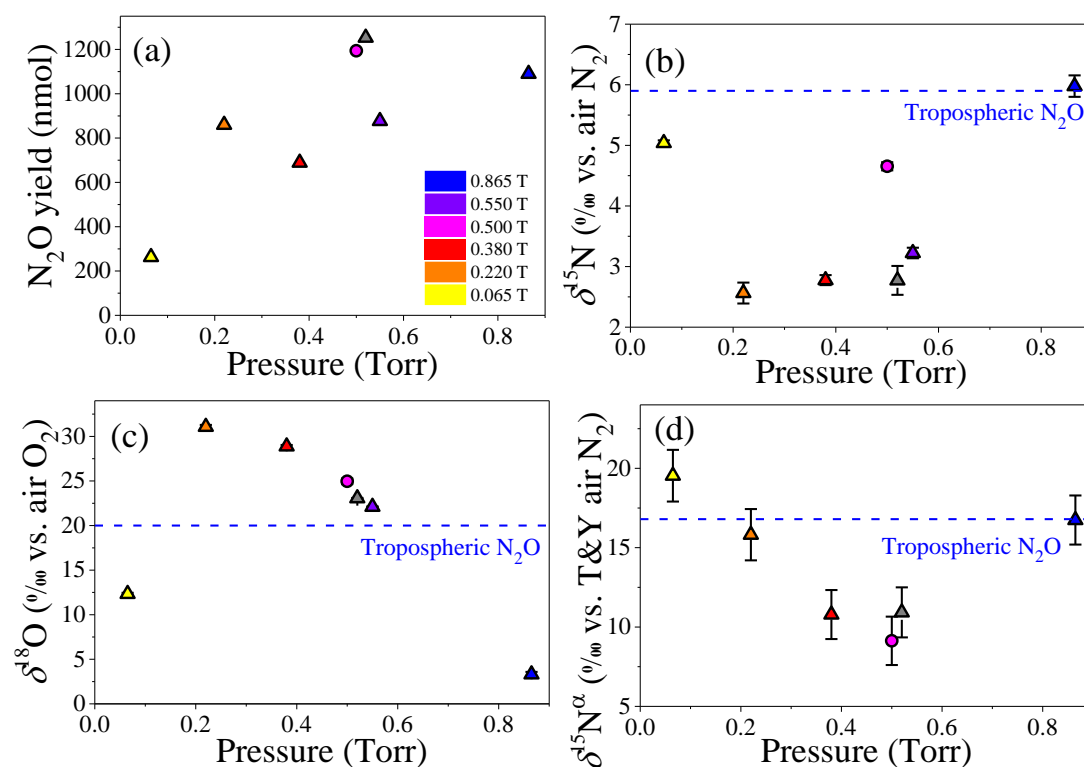 (a)
N₂O yield (nmol)
1200
1000
800
600
400
200
0
0.865 T
0.550 T
0.500 T
0.380 T
0.220 T
0.065 T
0.0 0.2 0.4 0.6 0.8
Pressure (Torr)
(b)
δ¹⁵N (‰ vs. air N₂)
7
6
5
4
3
2
Tropospheric N₂O
0.0 0.2 0.4 0.6 0.8
Pressure (Torr)
(c)
δ¹⁸O (‰ vs. air O₂)
30
25
20
15
10
5
0
Tropospheric N₂O
0.0 0.2 0.4 0.6 0.8
Pressure (Torr)
(d)
δ¹⁵Nᵅ (‰ vs. T&Y air N₂)
20
15
10
5
Tropospheric N₂O
0.0 0.2 0.4 0.6 0.8
Pressure (Torr)